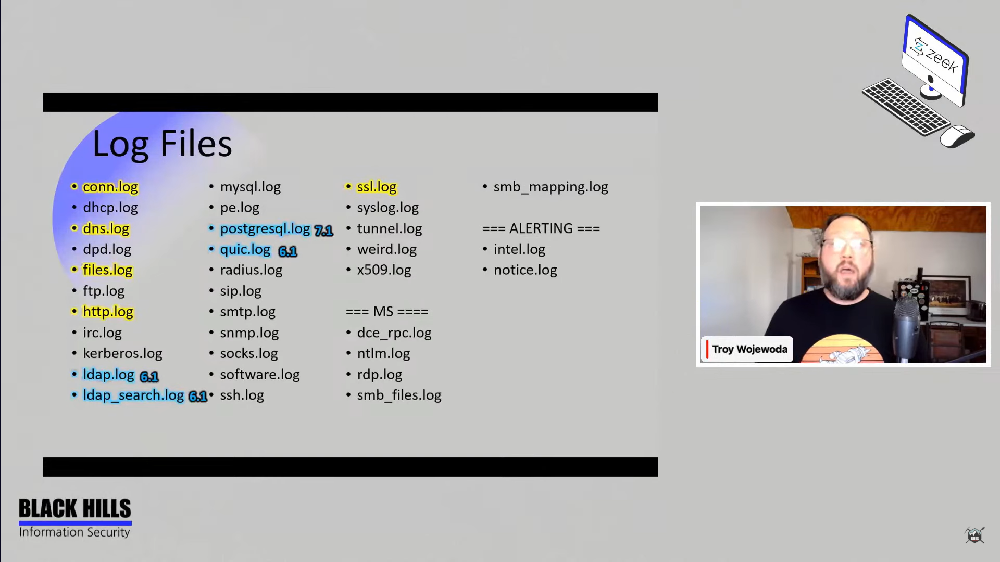 zeek
Log Files
• conn.log
• dhcp.log
• dns.log
• dpd.log
• files.log
• ftp.log
• http.log
• irc.log
• kerberos.log
• ldap.log 6.1
• ldap_search.log 6.1
• mysql.log
• pe.log
• postgresql.log 7.1
• quic.log 6.1
• radius.log
• sip.log
• smtp.log
• snmp.log
• socks.log
• software.log
• ssh.log
• ssl.log
• syslog.log
• tunnel.log
• weird.log
• x509.log
=== MS ====
• dce_rpc.log
• ntlm.log
• rdp.log
• smb_files.log
• smb_mapping.log
=== ALERTING ===
• intel.log
• notice.log
Troy Wojewoda
BLACK HILLS
Information Security
BHIS